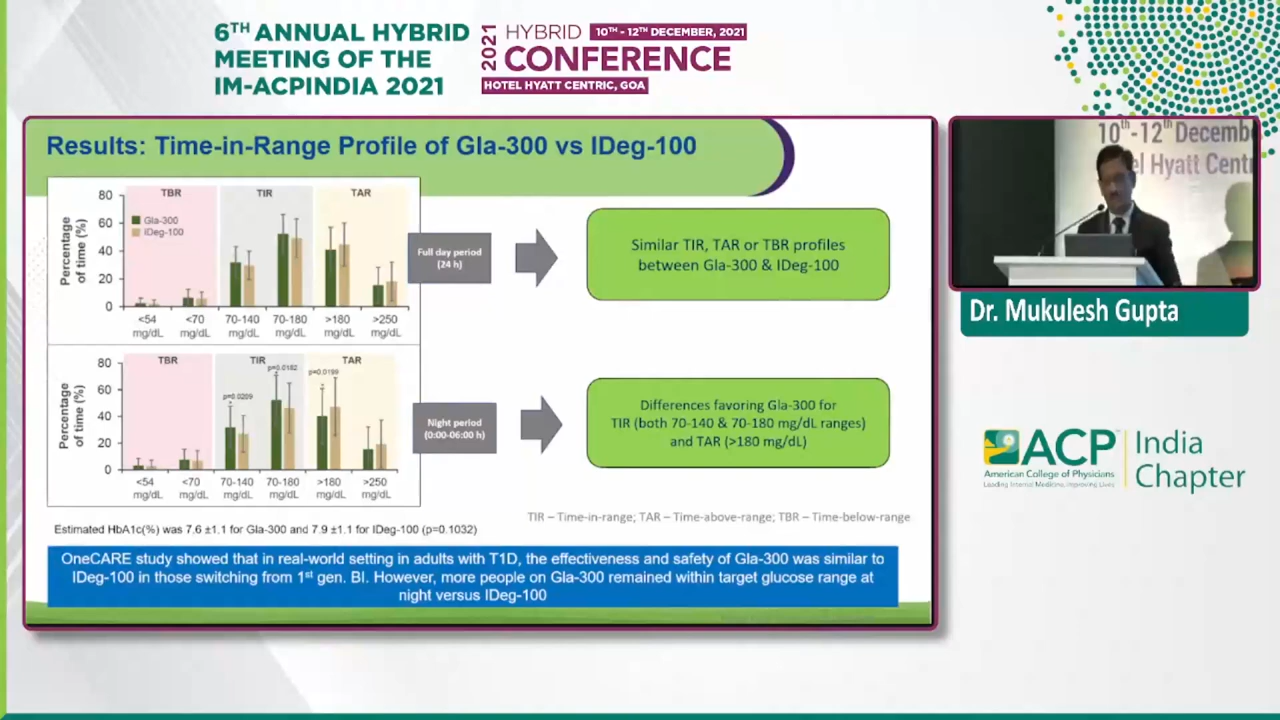 6TH ANNUAL HYBRID
MEETING OF THE
IM-ACPINDIA 2021
2021
HYBRID
10TH - 12TH DECEMBER, 2021
CONFERENCE
HOTEL HYATT CENTRIC, GOA
Results: Time-in-Range Profile of Gla-300 vs IDeg-100
Percentage
of time (%)
80
60
40
20
0
TBR
TIR
TAR
Gla-300
IDeg-100
<54
mg/dL
<70
mg/dL
70-140
mg/dL
70-180
mg/dL
>180
mg/dL
>250
mg/dL
Full day period
(24 h)
Similar TIR, TAR or TBR profiles
between Gla-300 & IDeg-100
Percentage
of time (%)
80
60
40
20
0
TBR
TIR
TAR
p=0.0209
p=0.0182
p=0.0199
<54
mg/dL
<70
mg/dL
70-140
mg/dL
70-180
mg/dL
>180
mg/dL
>250
mg/dL
Night period
(0:00-06:00 h)
Differences favoring Gla-300 for
TIR (both 70-140 & 70-180 mg/dL ranges)
and TAR (>180 mg/dL)
TIR – Time-in-range; TAR – Time-above-range; TBR – Time-below-range
Estimated HbA1c(%) was 7.6 ±1.1 for Gla-300 and 7.9 ±1.1 for IDeg-100 (p=0.1032)
OneCARE study showed that in real-world setting in adults with T1D, the effectiveness and safety of Gla-300 was similar to
IDeg-100 in those switching from 1st gen. BI. However, more people on Gla-300 remained within target glucose range at
night versus IDeg-100
10th -12th Decemb
el Hyatt Cent
Dr. Mukulesh Gupta
ACP
American College of Physicians
Leading Internal Medicine, Improving Lives
India
Chapter